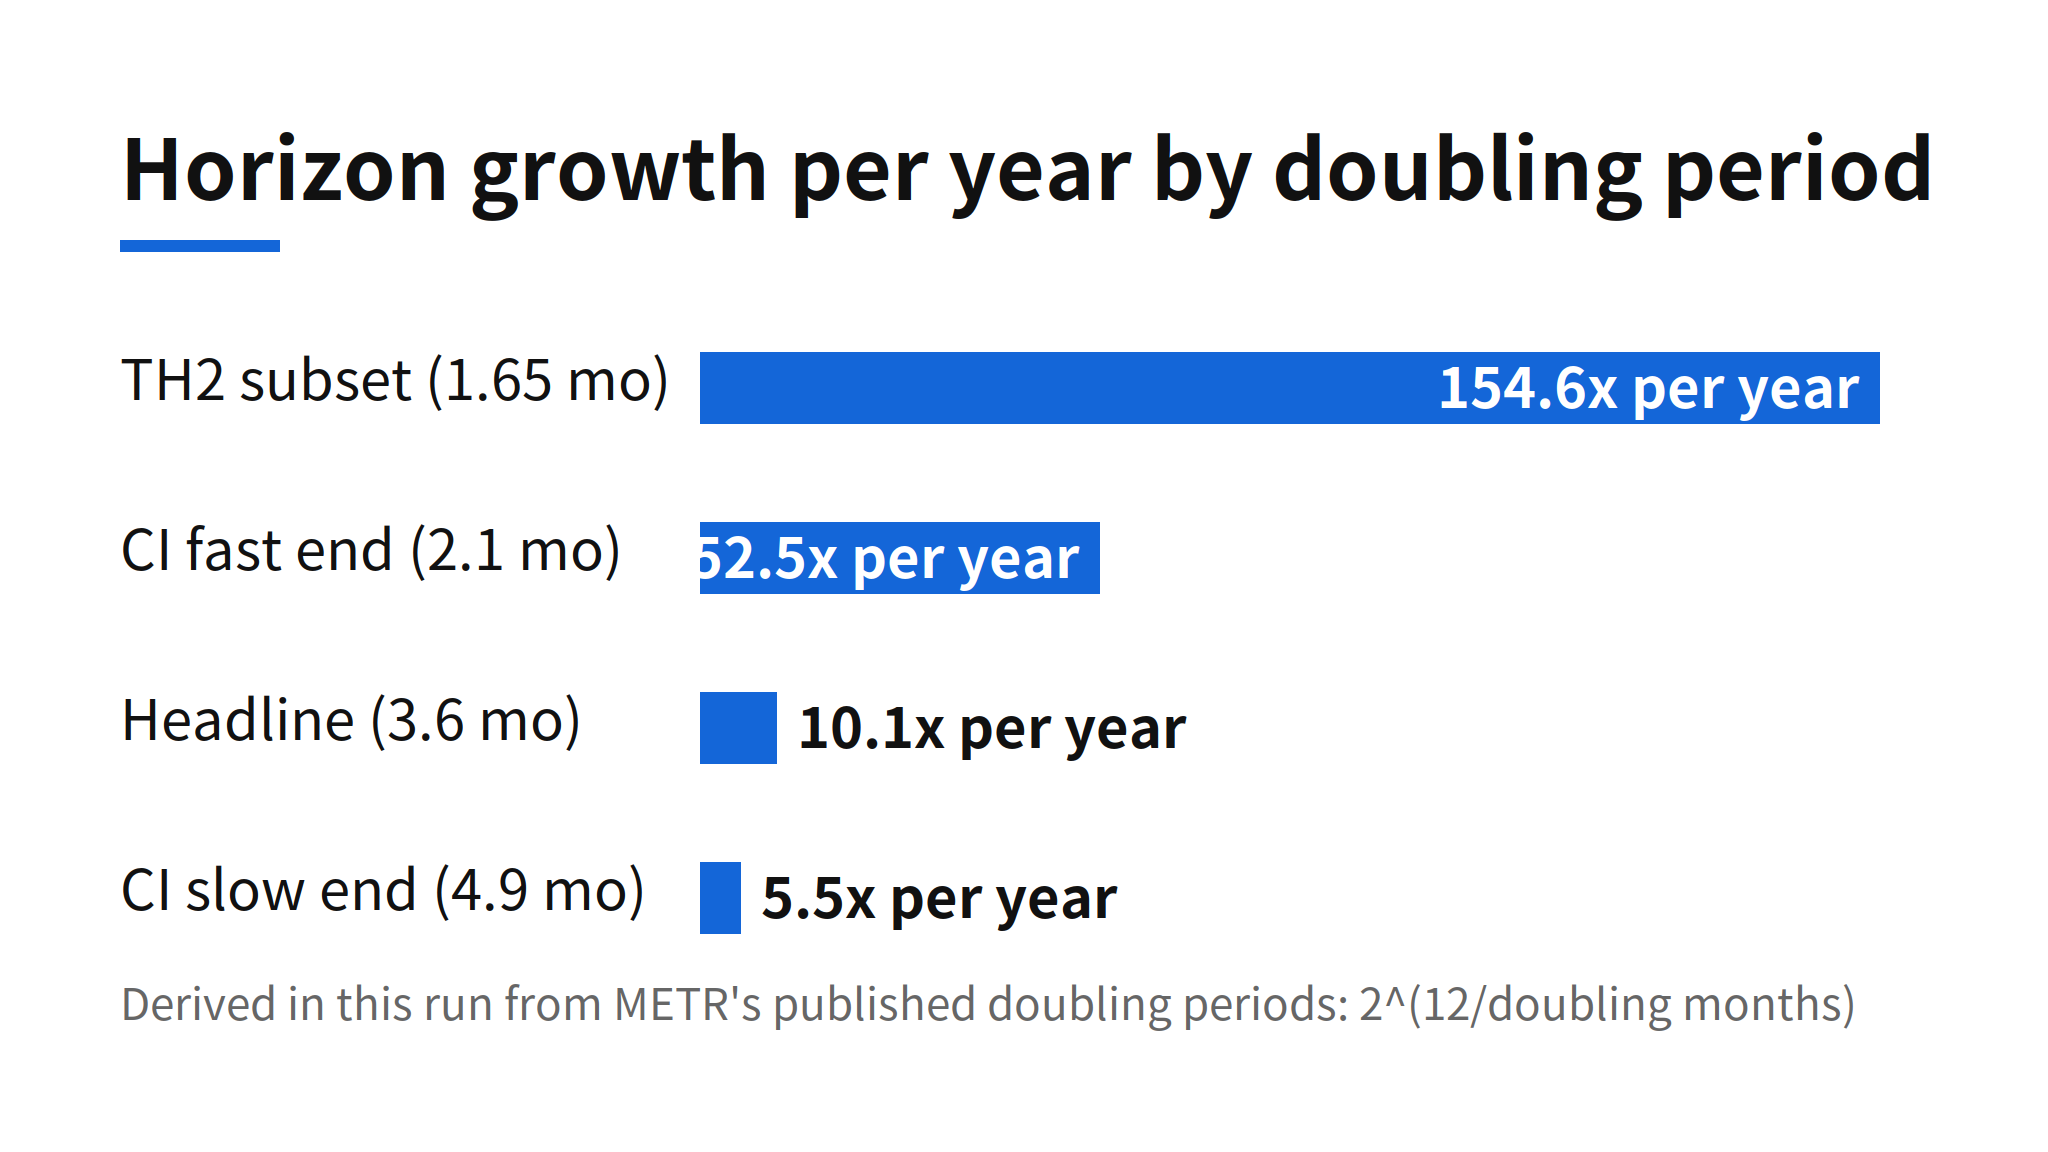 Horizon growth per year by doubling period
TH2 subset (1.65 mo)
154.6x per year
CI fast end (2.1 mo)
52.5x per year
Headline (3.6 mo)
10.1x per year
CI slow end (4.9 mo)
5.5x per year
Derived in this run from METR's published doubling periods: 2^(12/doubling months)